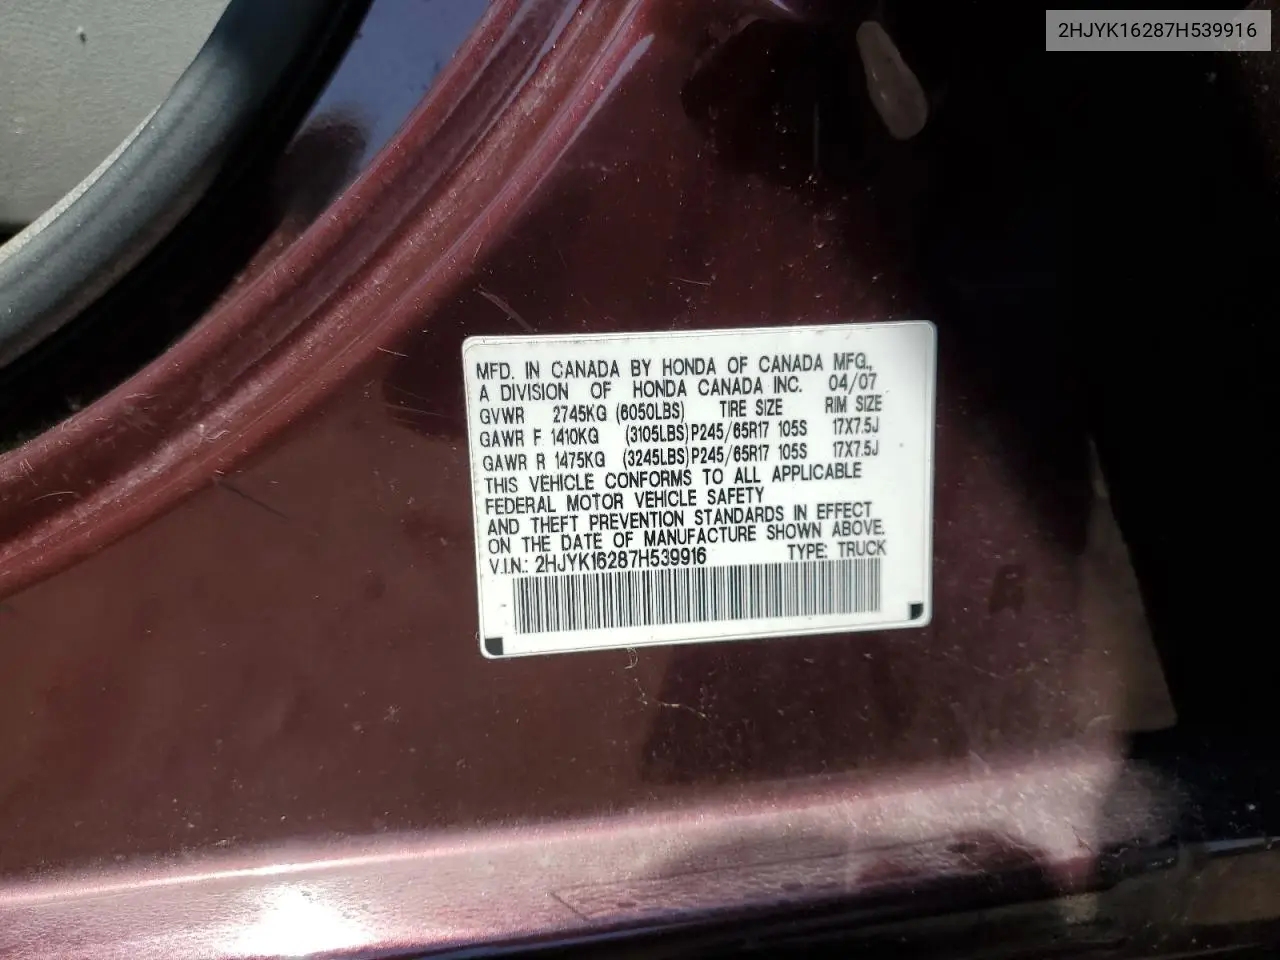 2HJYK16287H539916
MFD. IN CANADA BY HONDA OF CANADA MFG.,
A DIVISION OF HONDA CANADA INC. 04/07
GVWR 2745KG (6050LBS) TIRE SIZE RIM SIZE
GAWR F 1410KG (3105LBS) P245/65R17 105S 17X7.5J
GAWR R 1475KG (3245LBS) P245/65R17 105S 17X7.5J
THIS VEHICLE CONFORMS TO ALL APPLICABLE
FEDERAL MOTOR VEHICLE SAFETY
AND THEFT PREVENTION STANDARDS IN EFFECT
ON THE DATE OF MANUFACTURE SHOWN ABOVE.
V.I.N.: 2HJYK16287H539916 TYPE: TRUCK